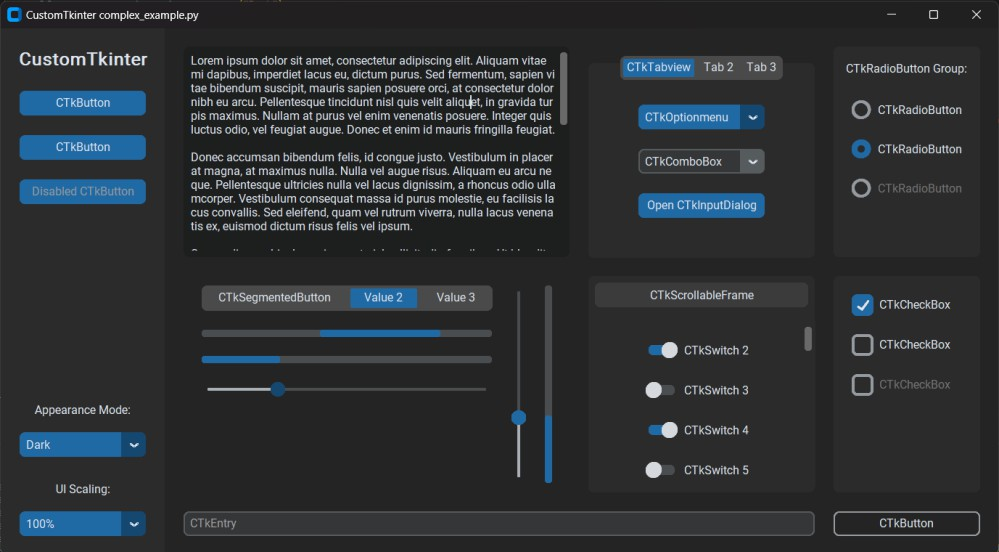 CustomTkinter complex_example.py
CustomTkinter
CTkButton
CTkButton
Disabled CTkButton
Appearance Mode:
Dark
UI Scaling:
100%
Lorem ipsum dolor sit amet, consectetur adipiscing elit. Aliquam vitae
mi dapibus, imperdiet lacus eu, dictum purus. Sed fermentum, sapien vi
tae bibendum suscipit, mauris sapien posuere orci, at consectetur dolor
nibh eu arcu. Pellentesque tincidunt nisl quis velit aliquet, in gravida tur
pis maximus. Nullam at purus vel enim venenatis posuere. Integer quis
luctus odio, vel feugiat augue. Donec et enim id mauris fringilla feugiat.
Donec accumsan bibendum felis, id congue justo. Vestibulum in placer
at magna, at maximus nulla. Nulla vel augue risus. Aliquam eu arcu ne
que. Pellentesque ultricies nulla vel lacus dignissim, a rhoncus odio ulla
mcorper. Vestibulum consequat massa id purus molestie, eu facilisis la
cus convallis. Sed eleifend, quam vel rutrum viverra, nulla lacus venena
tis ex, euismod dictum risus felis vel ipsum.
CTkTabview Tab 2 Tab 3
CTkOptionmenu
CTkComboBox
Open CTkInputDialog
CTkRadioButton Group:
CTkRadioButton
CTkRadioButton
CTkRadioButton
CTkSegmentedButton Value 2 Value 3
CTkScrollableFrame
CTkSwitch 2
CTkSwitch 3
CTkSwitch 4
CTkSwitch 5
CTkCheckBox
CTkCheckBox
CTkCheckBox
CTkEntry
CTkButton